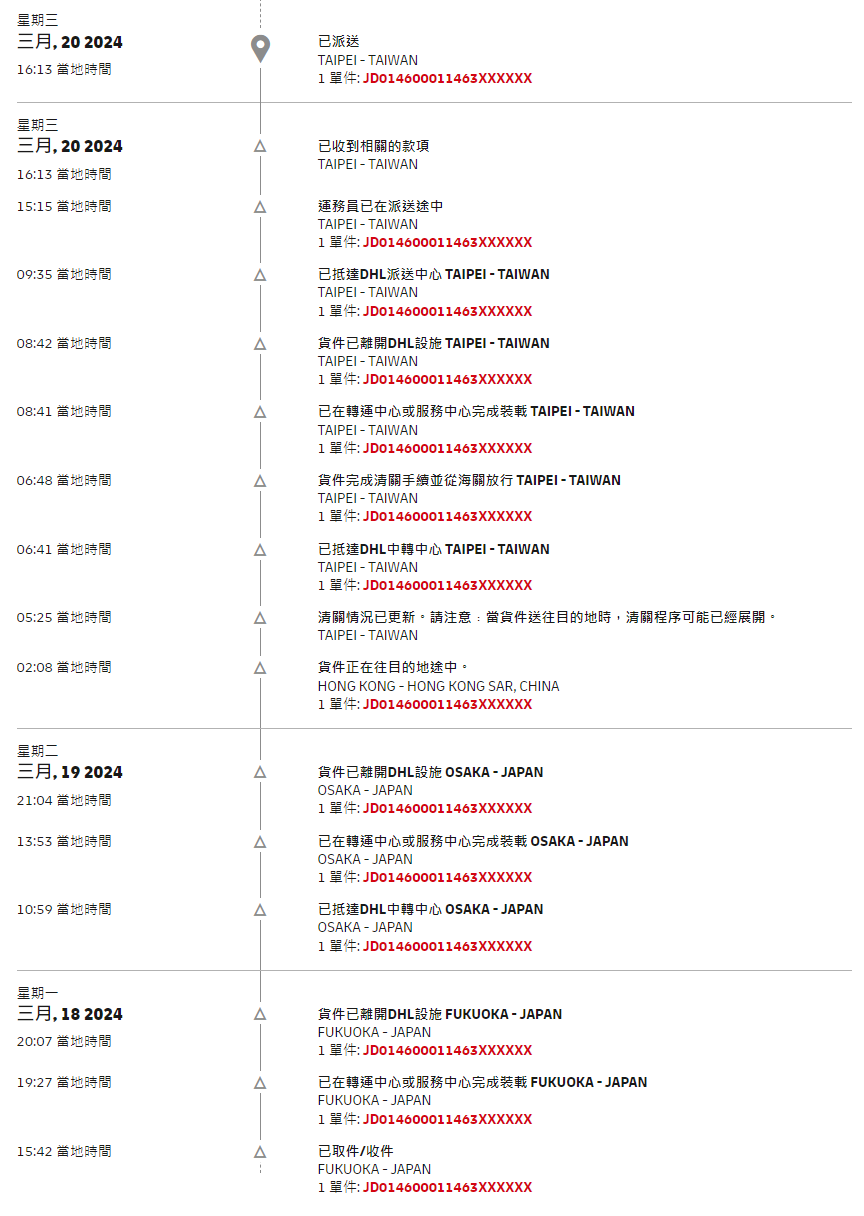 星期三
三月, 20 2024
16:13 當地時間
已派送
TAIPEI - TAIWAN
1 單件: JD014600011463XXXXXX
星期三
三月, 20 2024
16:13 當地時間
已收到相關的款項
TAIPEI - TAIWAN
15:15 當地時間
運務員已在派送途中
TAIPEI - TAIWAN
1 單件: JD014600011463XXXXXX
09:35 當地時間
已抵達DHL派送中心 TAIPEI - TAIWAN
TAIPEI - TAIWAN
1 單件: JD014600011463XXXXXX
08:42 當地時間
貨件已離開DHL設施 TAIPEI - TAIWAN
TAIPEI - TAIWAN
1 單件: JD014600011463XXXXXX
08:41 當地時間
已在轉運中心或服務中心完成裝載 TAIPEI - TAIWAN
TAIPEI - TAIWAN
1 單件: JD014600011463XXXXXX
06:48 當地時間
貨件完成清關手續並從海關放行 TAIPEI - TAIWAN
TAIPEI - TAIWAN
1 單件: JD014600011463XXXXXX
06:41 當地時間
已抵達DHL中轉中心 TAIPEI - TAIWAN
TAIPEI - TAIWAN
1 單件: JD014600011463XXXXXX
05:25 當地時間
清關情況已更新。請注意：當貨件送往目的地時，清關程序可能已經展開。
TAIPEI - TAIWAN
02:08 當地時間
貨件正在往目的地途中。
HONG KONG - HONG KONG SAR, CHINA
1 單件: JD014600011463XXXXXX
星期二
三月, 19 2024
21:04 當地時間
貨件已離開DHL設施 OSAKA - JAPAN
OSAKA - JAPAN
1 單件: JD014600011463XXXXXX
13:53 當地時間
已在轉運中心或服務中心完成裝載 OSAKA - JAPAN
OSAKA - JAPAN
1 單件: JD014600011463XXXXXX
10:59 當地時間
已抵達DHL中轉中心 OSAKA - JAPAN
OSAKA - JAPAN
1 單件: JD014600011463XXXXXX
星期一
三月, 18 2024
20:07 當地時間
貨件已離開DHL設施 FUKUOKA - JAPAN
FUKUOKA - JAPAN
1 單件: JD014600011463XXXXXX
19:27 當地時間
已在轉運中心或服務中心完成裝載 FUKUOKA - JAPAN
FUKUOKA - JAPAN
1 單件: JD014600011463XXXXXX
15:42 當地時間
已取件/收件
FUKUOKA - JAPAN
1 單件: JD014600011463XXXXXX